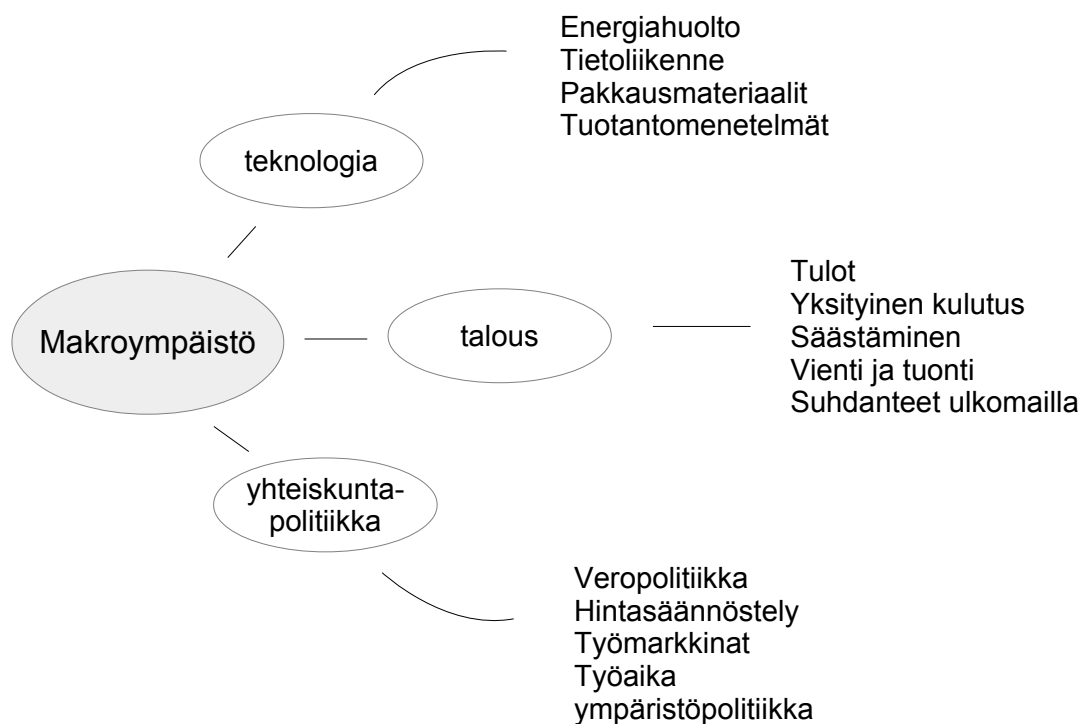 Energiahuolto
Tietoliikenne
Pakkausmateriaalit
Tuotantomenetelmät
teknologia
Makroympäistö
talous
Tulot
Yksityinen kulutus
Säästäminen
Vienti ja tuonti
Suhdanteet ulkomailla
yhteiskunta-
politiikka
Veropolitiikka
Hintasäännöstely
Työmarkkinat
Työaika
ympäristöpolitiikka